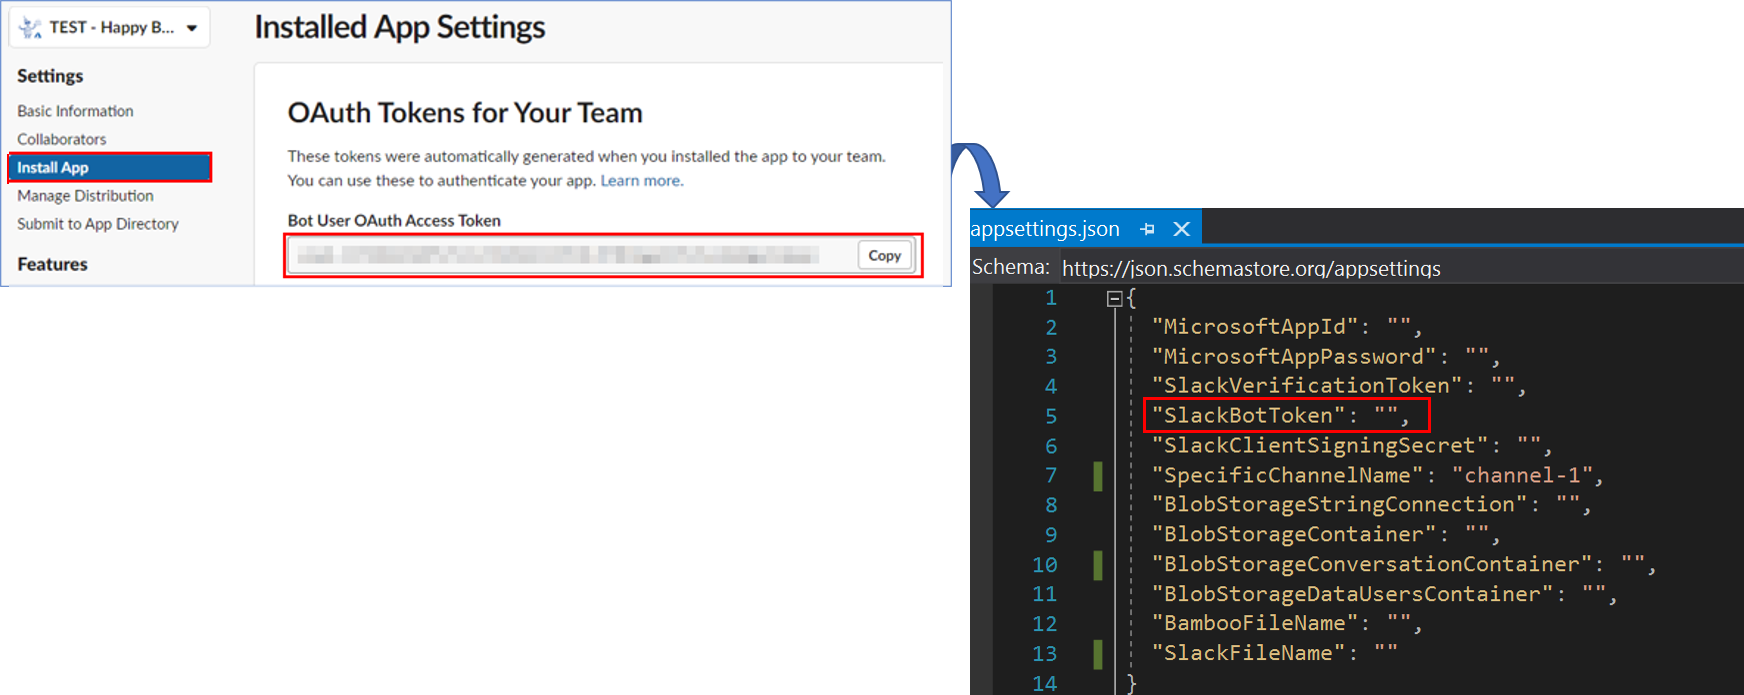 TEST - Happy B...
Installed App Settings
Settings
Basic Information
Collaborators
Install App
Manage Distribution
Submit to App Directory
Features
OAuth Tokens for Your Team
These tokens were automatically generated when you installed the app to your team.
You can use these to authenticate your app. Learn more.
Bot User OAuth Access Token
Copy
appsettings.json
Schema: https://json.schemastore.org/appsettings
1 {
2 "MicrosoftAppId": "",
3 "MicrosoftAppPassword": "",
4 "SlackVerificationToken": "",
5 "SlackBotToken": "",
6 "SlackClientSigningSecret": "",
7 "SpecificChannelName": "channel-1",
8 "BlobStorageStringConnection": "",
9 "BlobStorageContainer": "",
10 "BlobStorageConversationContainer": "",
11 "BlobStorageDataUsersContainer": "",
12 "BambooFileName": "",
13 "SlackFileName": ""
14 }